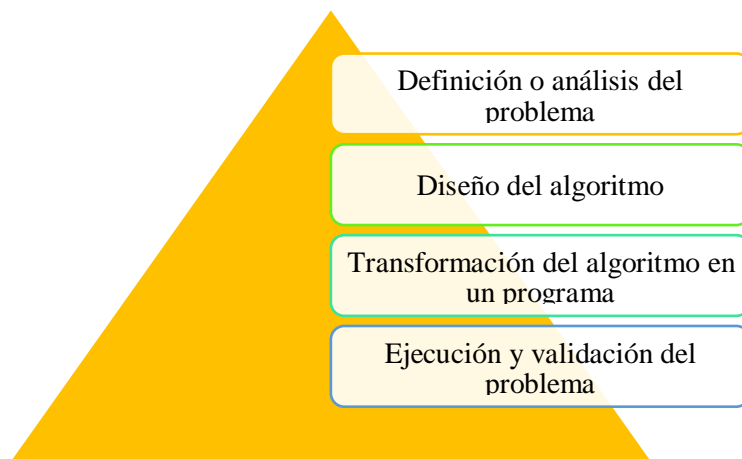 Definición o análisis del
problema
Diseño del algoritmo
Transformación del algoritmo en
un programa
Ejecución y validación del
problema